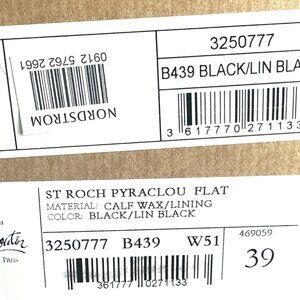 3250777
B439 BLACK/LIN BLA
3 617770 271133
0912 5762 2661
NORDSTROM
ST ROCH PYRACLOU FLAT
MATERIAL: CALF WAX/LINING
COLOR: BLACK/LIN BLACK
3250777 B439 W51
361777 0271133
469059
39
Paris